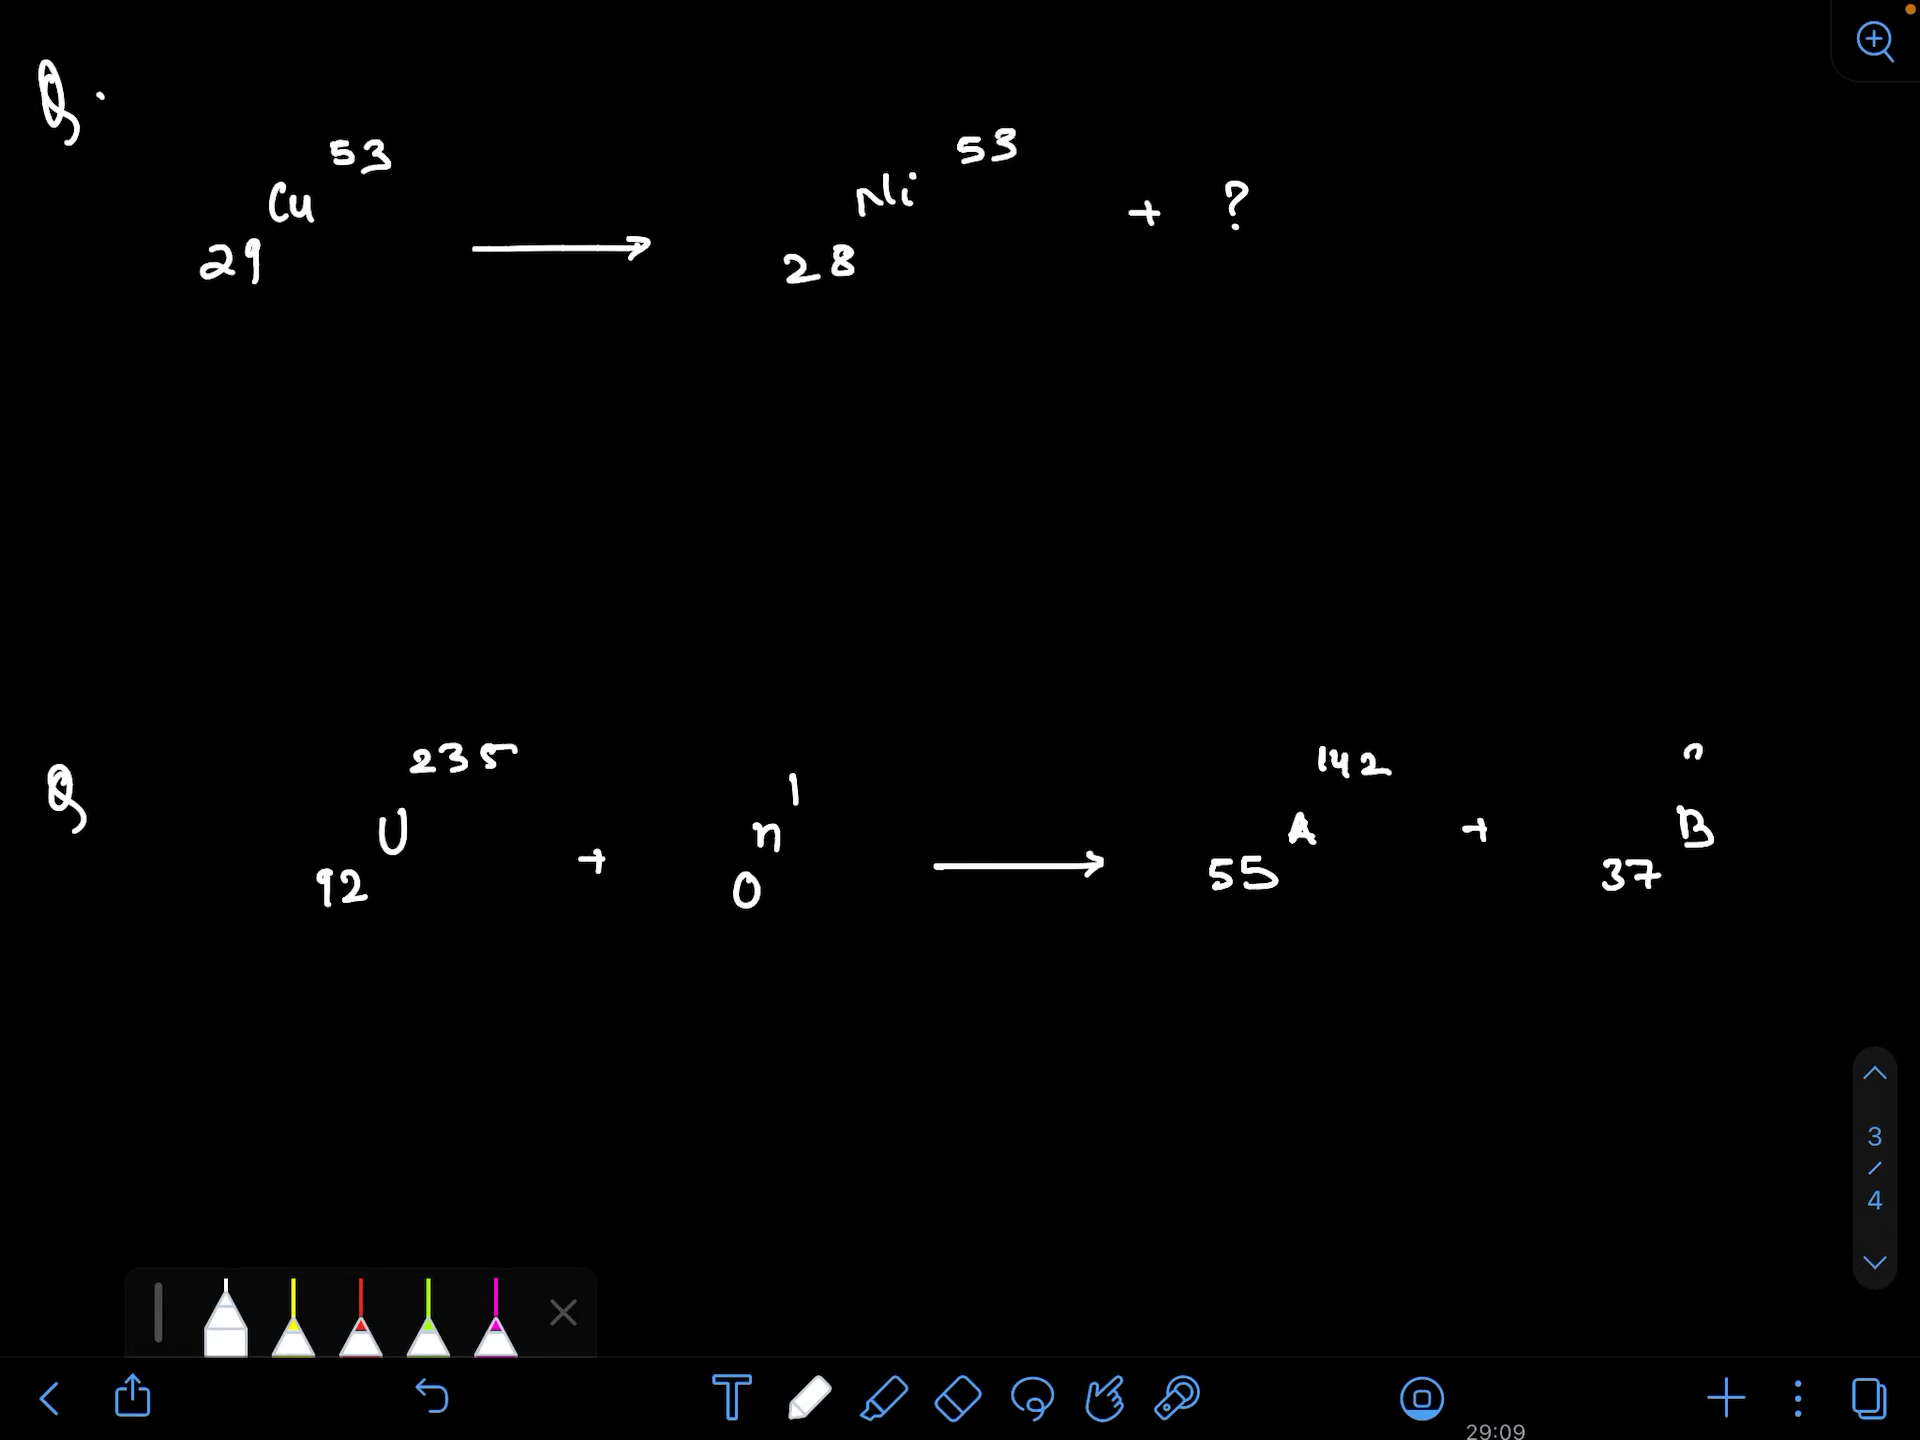 Q.
29 Cu 53 → 28 Ni 53 + ?
Q
92 U 235 + 0 n 1 → 55 A 142 + 37 B n
3
/
4
T
29:09